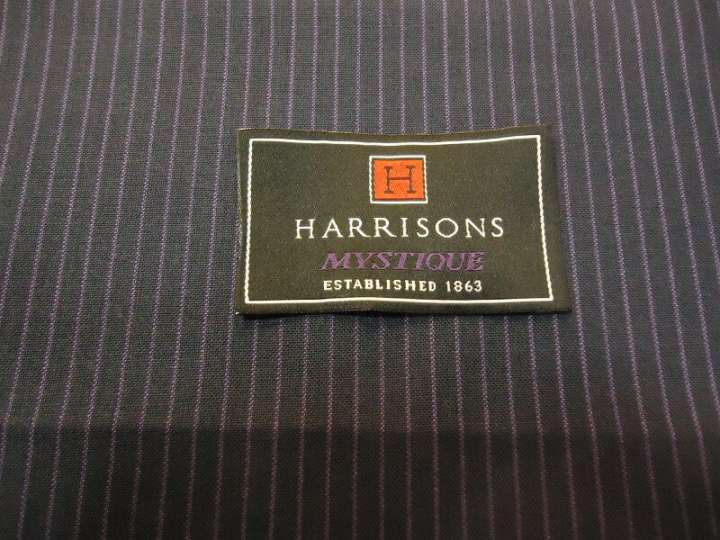 H
HARRISONS
MYSTIQUE
ESTABLISHED 1863